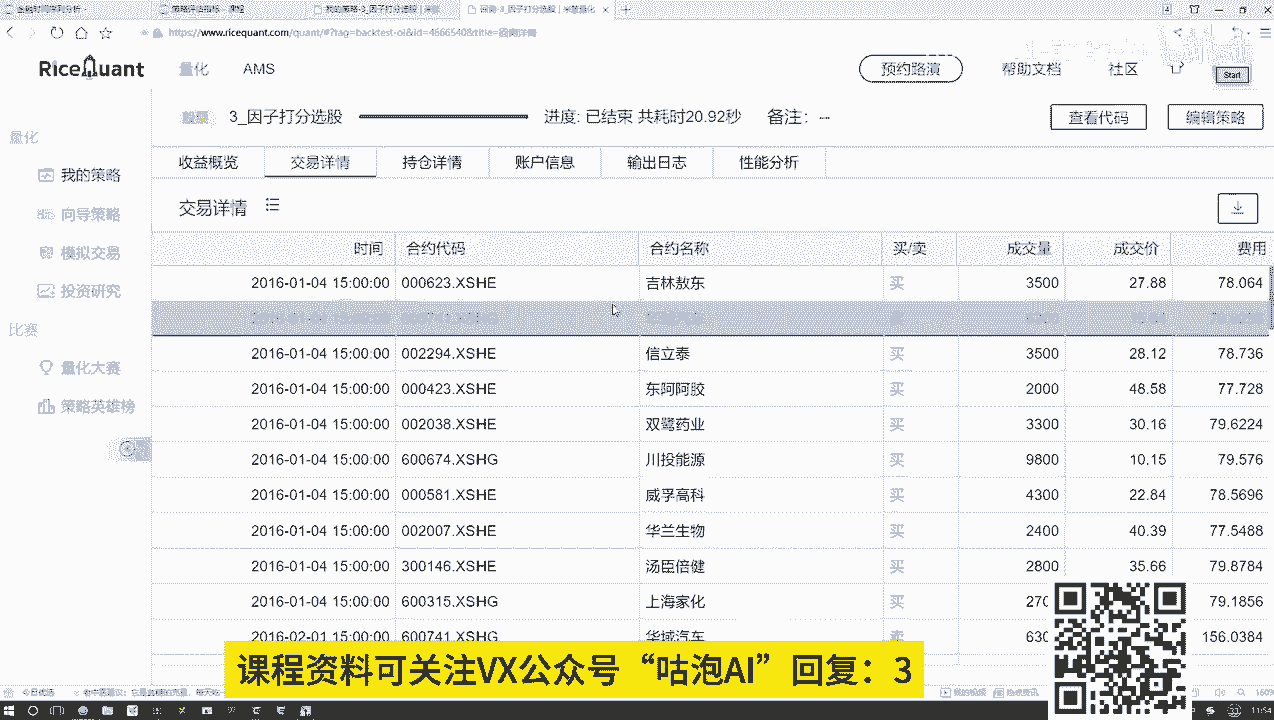 金融时间序列分析
策略评估指标 - 课程
我的策略-3_因子打分选股 | 米筐
回测-3_因子打分选股 | 米筐量化
https://www.ricequant.com/quant/#?tag=backtest-oi&id=4666540&title=回测详情
RiceQuant
量化
AMS
预约路演
帮助文档
社区
Start
股票
3_因子打分选股
进度: 已结束 共耗时20.92秒
备注: --
查看代码
编辑策略
量化
我的策略
向导策略
模拟交易
投资研究
比赛
量化大赛
策略英雄榜
收益概览 交易详情 持仓详情 账户信息 输出日志 性能分析
交易详情
时间 合约代码 合约名称 买/卖 成交量 成交价 费用
2016-01-04 15:00:00 000623.XSHE 吉林敖东 买 3500 27.88 78.064
2016-01-04 15:00:00 002294.XSHE 信立泰 买 3500 28.12 78.736
2016-01-04 15:00:00 000423.XSHE 东阿阿胶 买 2000 48.58 77.728
2016-01-04 15:00:00 002038.XSHE 双鹭药业 买 3300 30.16 79.6224
2016-01-04 15:00:00 600674.XSHG 川投能源 买 9800 10.15 79.576
2016-01-04 15:00:00 000581.XSHE 威孚高科 买 4300 22.84 78.5696
2016-01-04 15:00:00 002007.XSHE 华兰生物 买 2400 40.39 77.5488
2016-01-04 15:00:00 300146.XSHE 汤臣倍健 买 2800 35.66 79.8784
2016-01-04 15:00:00 600315.XSHG 上海家化 买 270 79.1856
2016-02-01 15:00:00 600741.XSHG 华域汽车 卖 630 156.0384
课程资料可关注VX公众号“咕泡AI”回复：3
160%
11:54